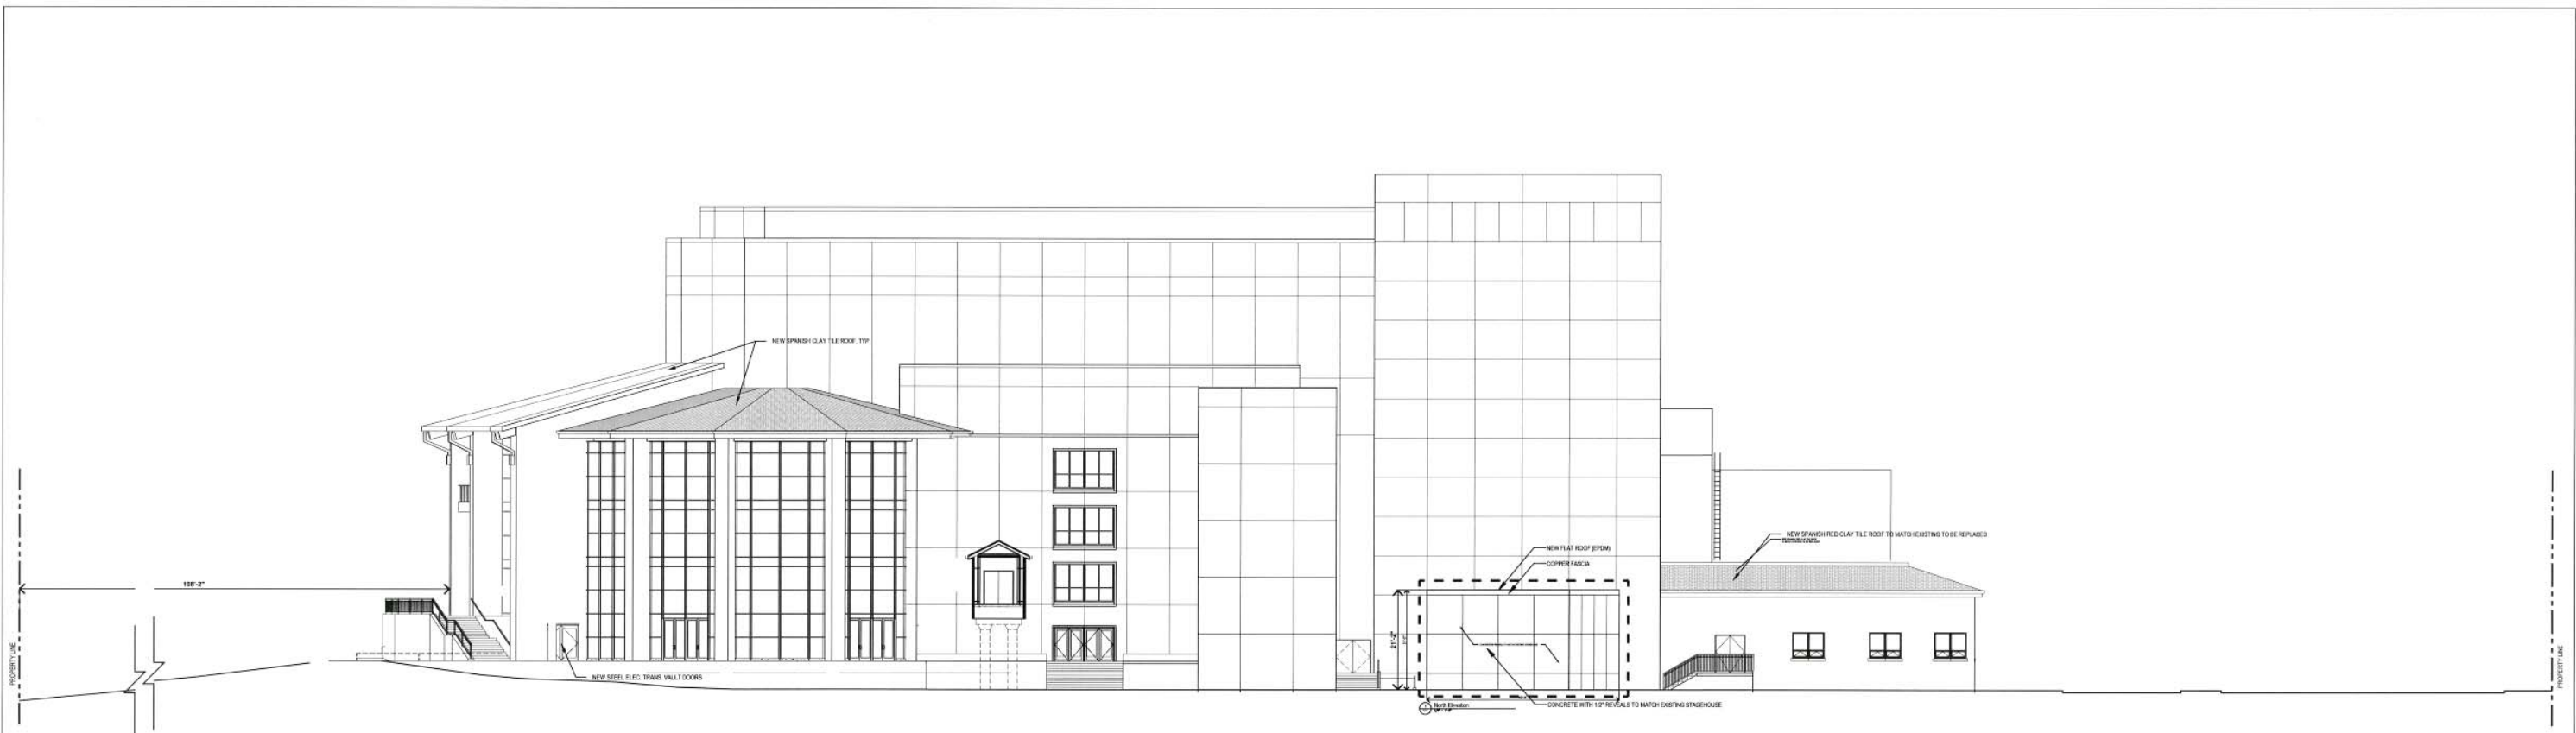 NEW SPANISH CLAY TILE ROOF, TYP
NEW SPANISH RED CLAY TILE ROOF TO MATCH EXISTING TO BE REPLACED
NEW FLAT ROOF (EPDM)
COPPER FASCIA
108'-2"
21'-2"
PROPERTY LINE
PROPERTY LINE
NEW STEEL ELEC. TRANS. VAULT DOORS
North Elevation
CONCRETE WITH 1/2" REVEALS TO MATCH EXISTING STAGEHOUSE